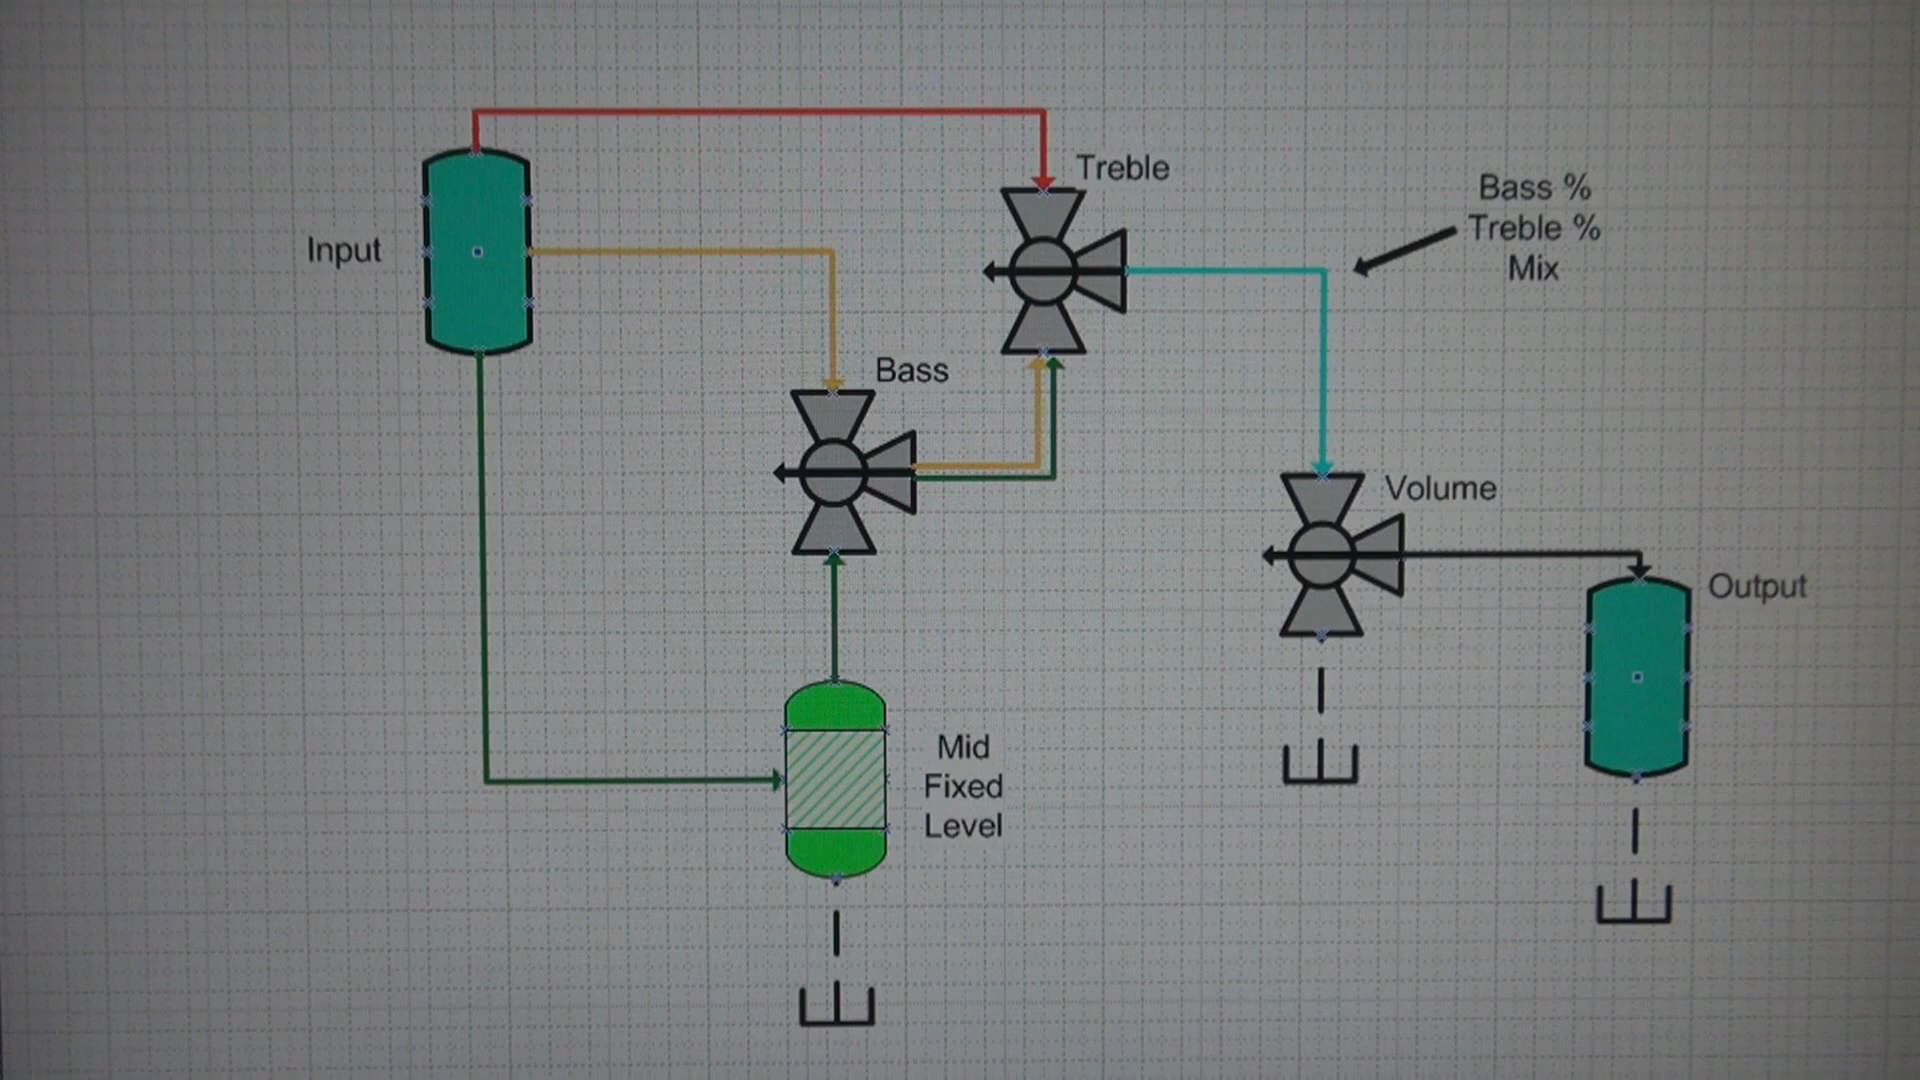 Treble
Bass %
Treble %
Mix
Input
Bass
Volume
Output
Mid
Fixed
Level